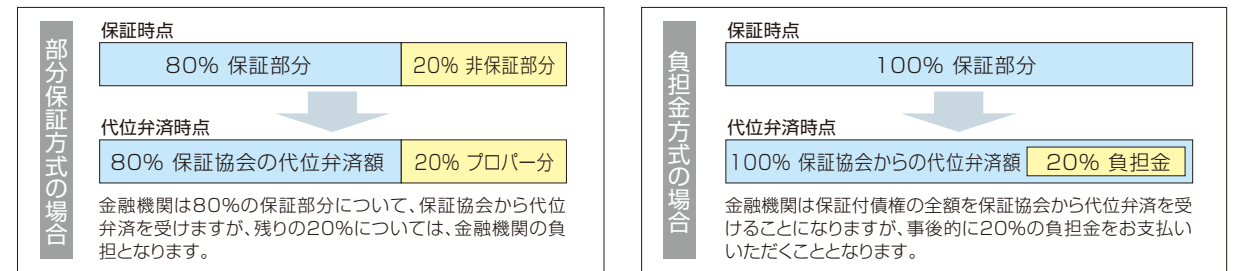 部分保証方式の場合
保証時点
80% 保証部分
20% 非保証部分
代位弁済時点
80% 保証協会の代位弁済額
20% プロパー分
金融機関は80%の保証部分について、保証協会から代位
弁済を受けますが、残りの20%については、金融機関の負
担となります。
負担金方式の場合
保証時点
100% 保証部分
代位弁済時点
100% 保証協会からの代位弁済額
20% 負担金
金融機関は保証付債権の全額を保証協会から代位弁済を受
けることになりますが、事後的に20%の負担金をお支払い
いただくこととなります。